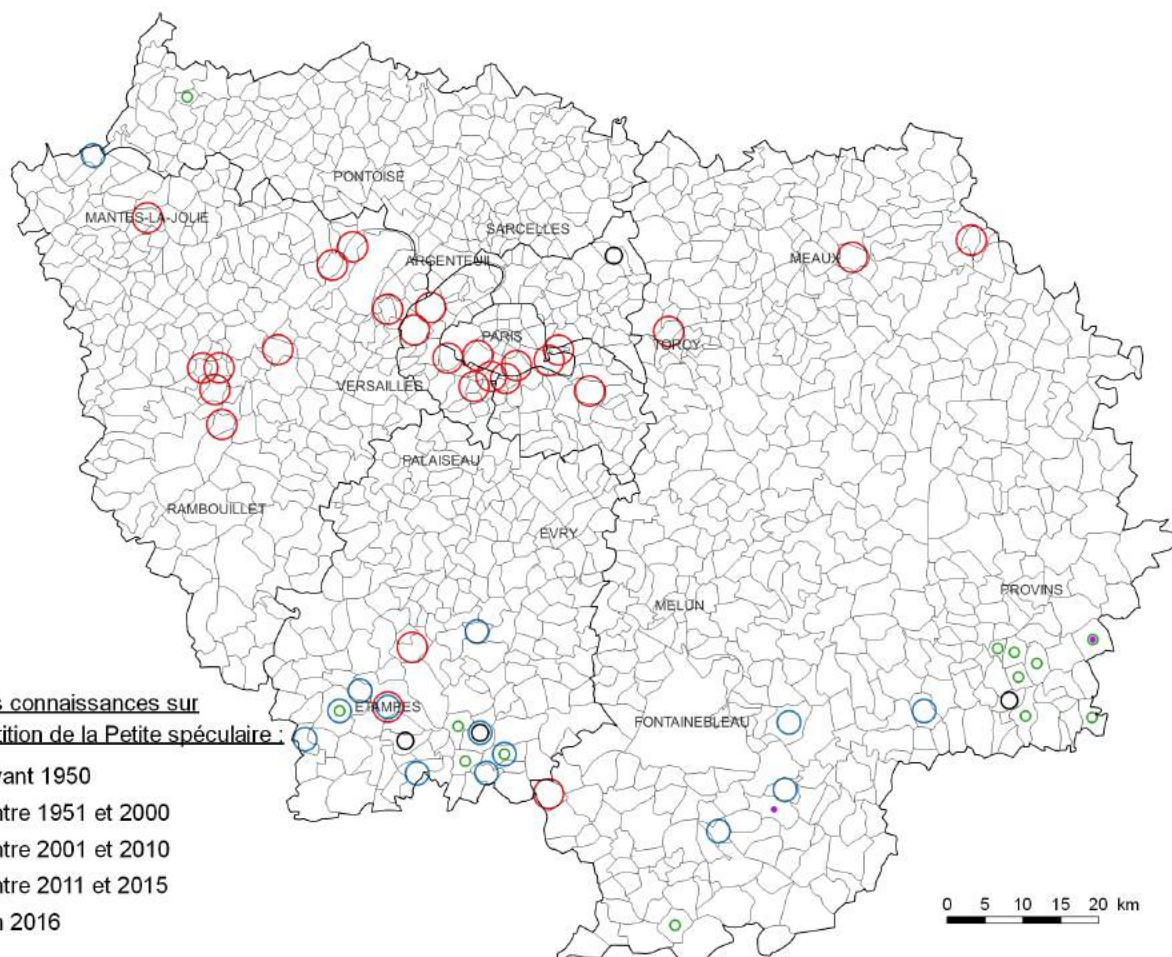 PONTOISE
MANTES-LA-JOLIE
SARCELLES
ARGENTEUIL
MEAUX
PARIS
TORCY
VERSAILLES
PALAISEAU
RAMBOUILLET
EVRY
PROVINS
MELUN
ETAMPES
FONTAINEBLEAU
s connaissances sur
tition de la Petite spéculaire :
vant 1950
ntre 1951 et 2000
ntre 2001 et 2010
ntre 2011 et 2015
n 2016
0 5 10 15 20 km